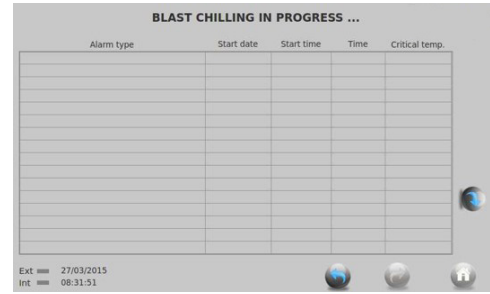 BLAST CHILLING IN PROGRESS ...
Alarm type Start date Start time Time Critical temp.
Ext 27/03/2015
Int 08:31:51